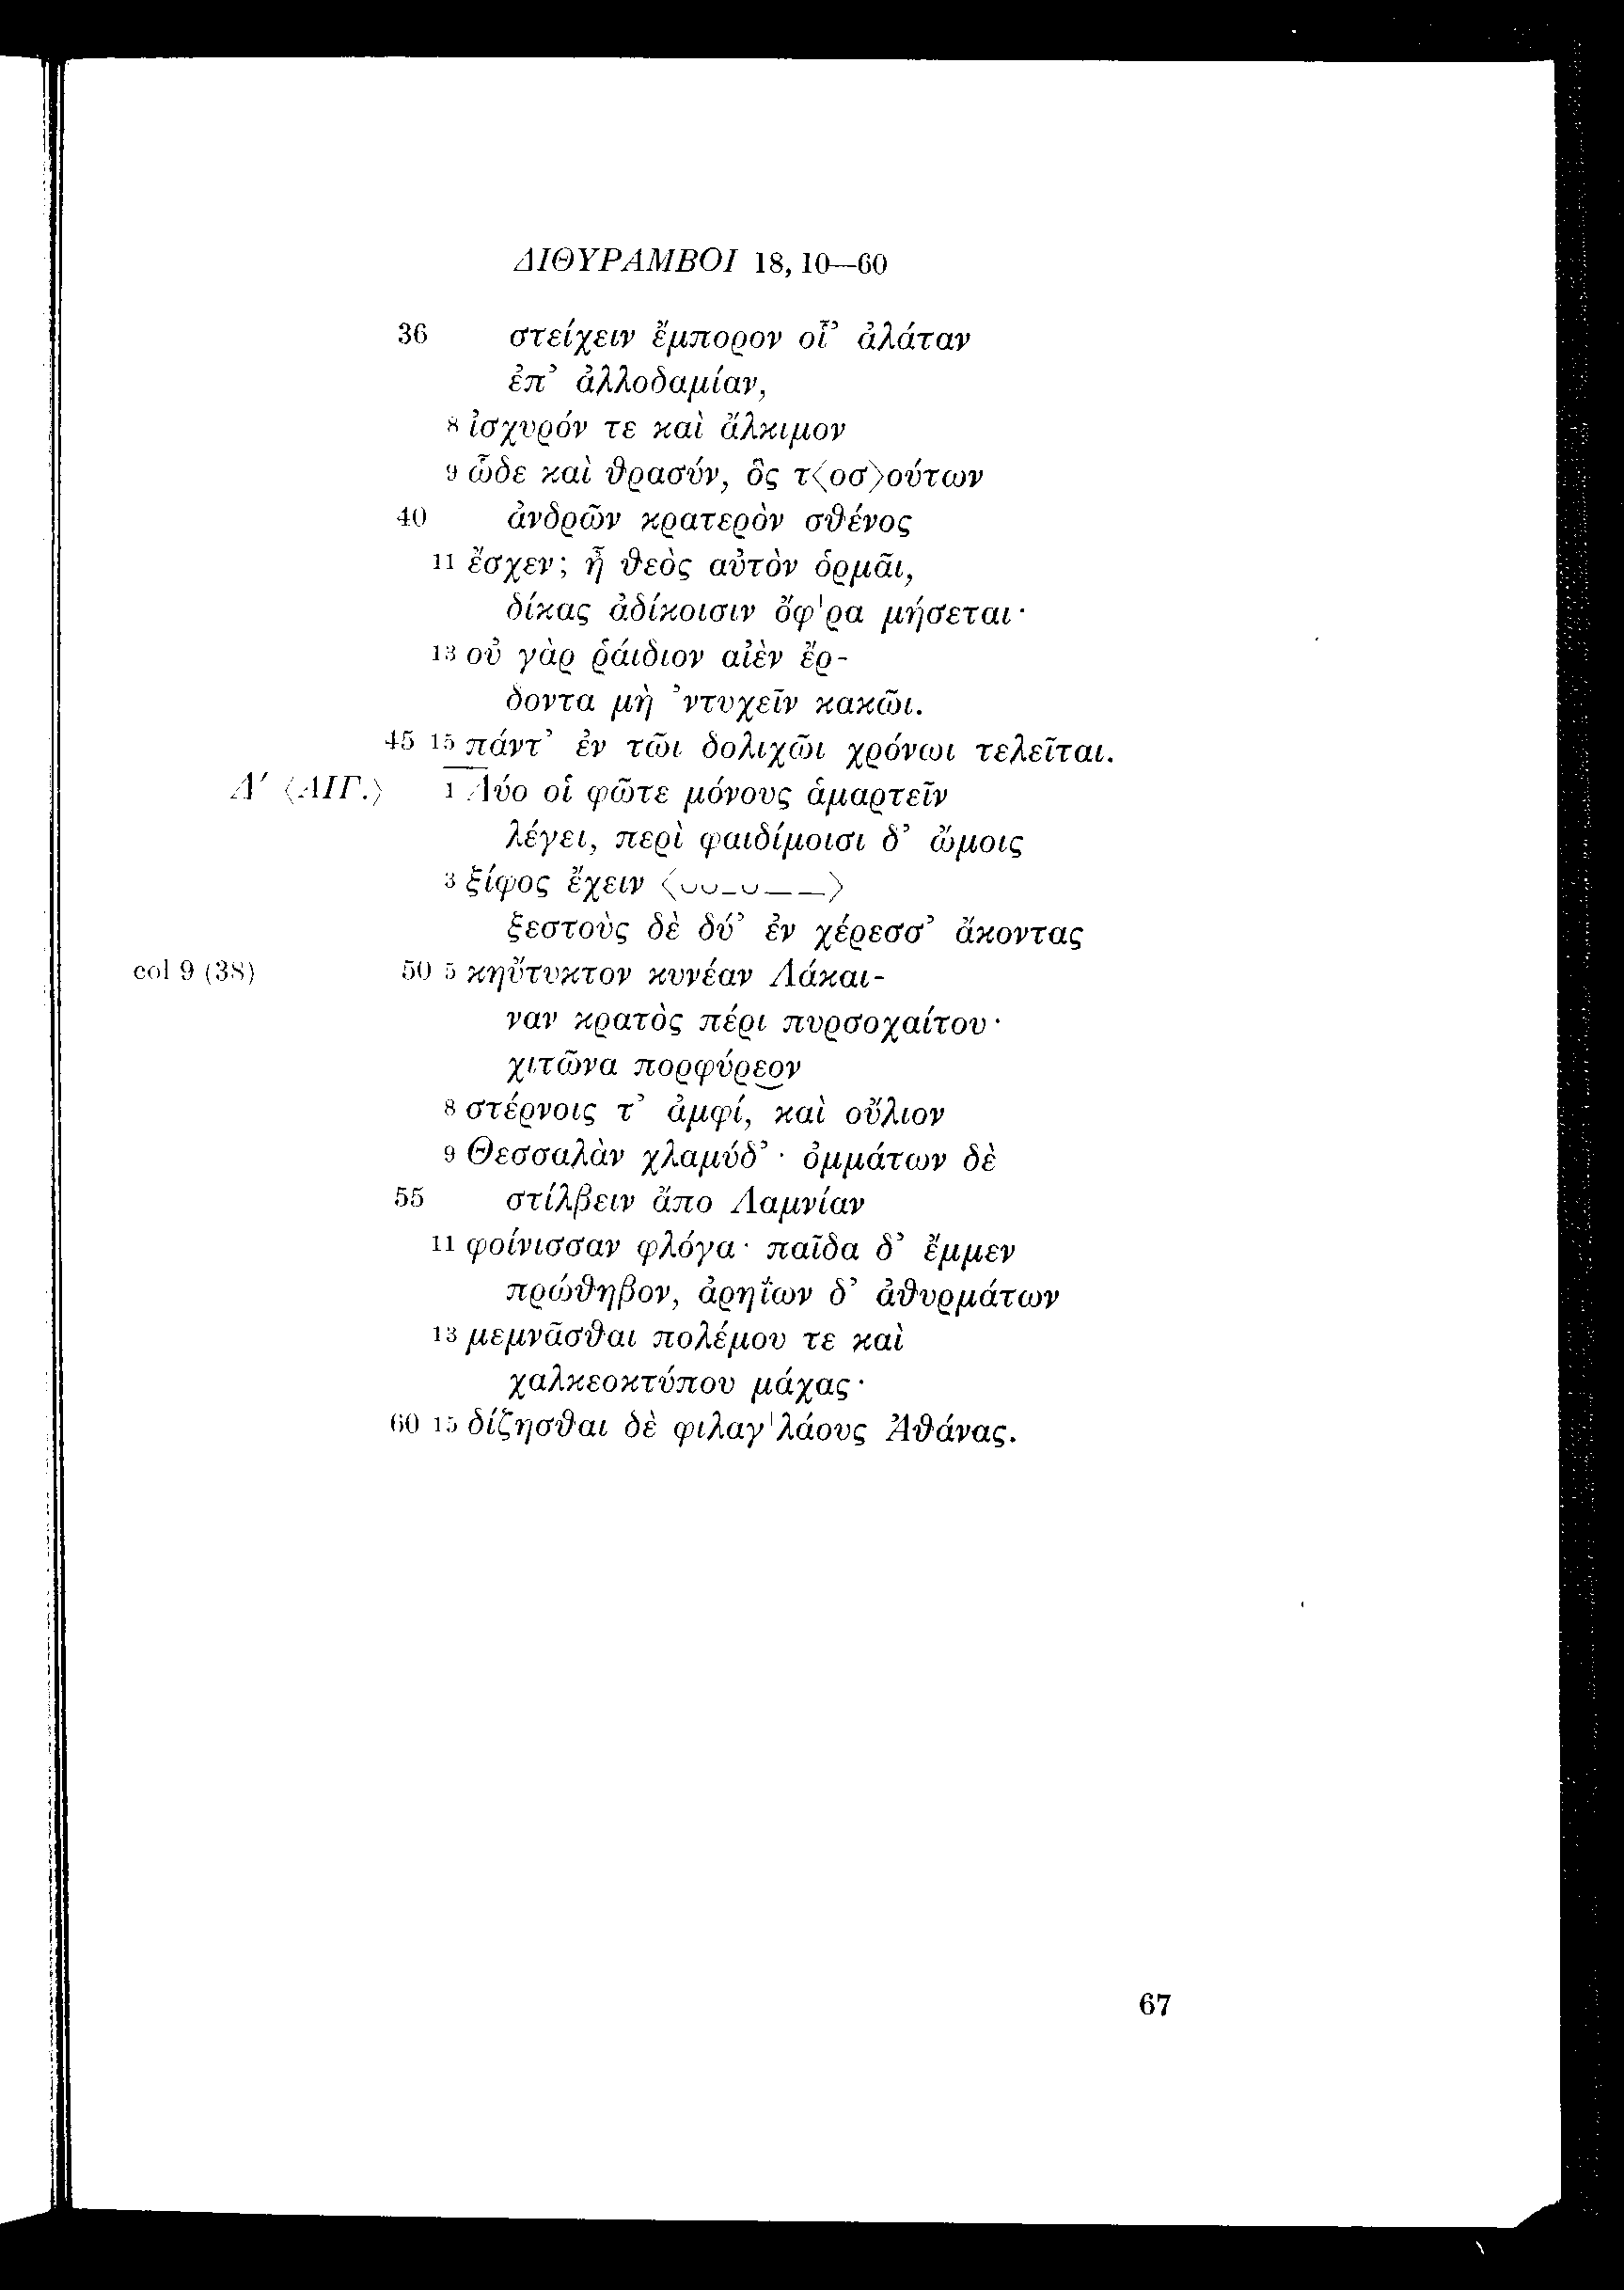 ΔΙΘΥΡΑΜΒΟΙ 18, 10—60
36 στείχειν ἔμπορον οἷ’ ἀλάταν
ἐπ’ ἀλλοδαμίαν,
8 ἰσχυρόν τε καὶ ἄλκιμον
9 ὧδε καὶ θρασύν, ὃς τ⟨οσ⟩ούτων
40 ἀνδρῶν κρατερὸν σθένος
11 ἔσχεν; ἦ θεὸς αὐτὸν ὁρμᾶι,
δίκας ἀδίκοισιν ὄφ'ρα μήσεται·
13 οὐ γὰρ ῥάιδιον αἰὲν ἔρ-
δοντα μὴ ’ντυχεῖν κακῶι.
45 15 πάντ’ ἐν τῶι δολιχῶι χρόνωι τελεῖται.
Δ′ ⟨ΑΙΓ.⟩ 1 Δύο οἱ φῶτε μόνους ἁμαρτεῖν
λέγει, περὶ φαιδίμοισι δ’ ὤμοις
3 ξίφος ἔχειν ⟨⏑⏑–⏑– –⟩
ξεστοὺς δὲ δύ’ ἐν χέρεσσ’ ἄκοντας
col 9 (38) 50 5 κηὔτυκτον κυνέαν Λάκαι-
ναν κρατὸς πέρι πυρσοχαίτου·
χιτῶνα πορφύρεον
8 στέρνοις τ’ ἀμφί, καὶ οὔλιον
9 Θεσσαλὰν χλαμύδ’· ὀμμάτων δὲ
55 στίλβειν ἄπο Λαμνίαν
11 φοίνισσαν φλόγα· παῖδα δ’ ἔμμεν
πρώθηβον, ἀρηΐων δ’ ἀθυρμάτων
13 μεμνᾶσθαι πολέμου τε καὶ
χαλκεοκτύπου μάχας·
60 15 δίζησθαι δὲ φιλαγ'λάους Ἀθάνας.
67